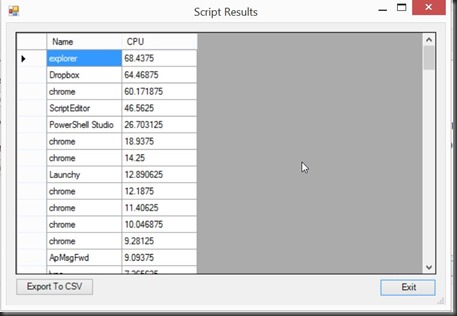 Script Results
Name CPU
explorer 68.4375
Dropbox 64.46875
chrome 60.171875
ScriptEditor 46.5625
PowerShell Studio 26.703125
chrome 18.9375
chrome 14.25
Launchy 12.890625
chrome 12.1875
chrome 11.40625
chrome 10.046875
chrome 9.28125
ApMsgFwd 9.09375
Export To CSV Exit